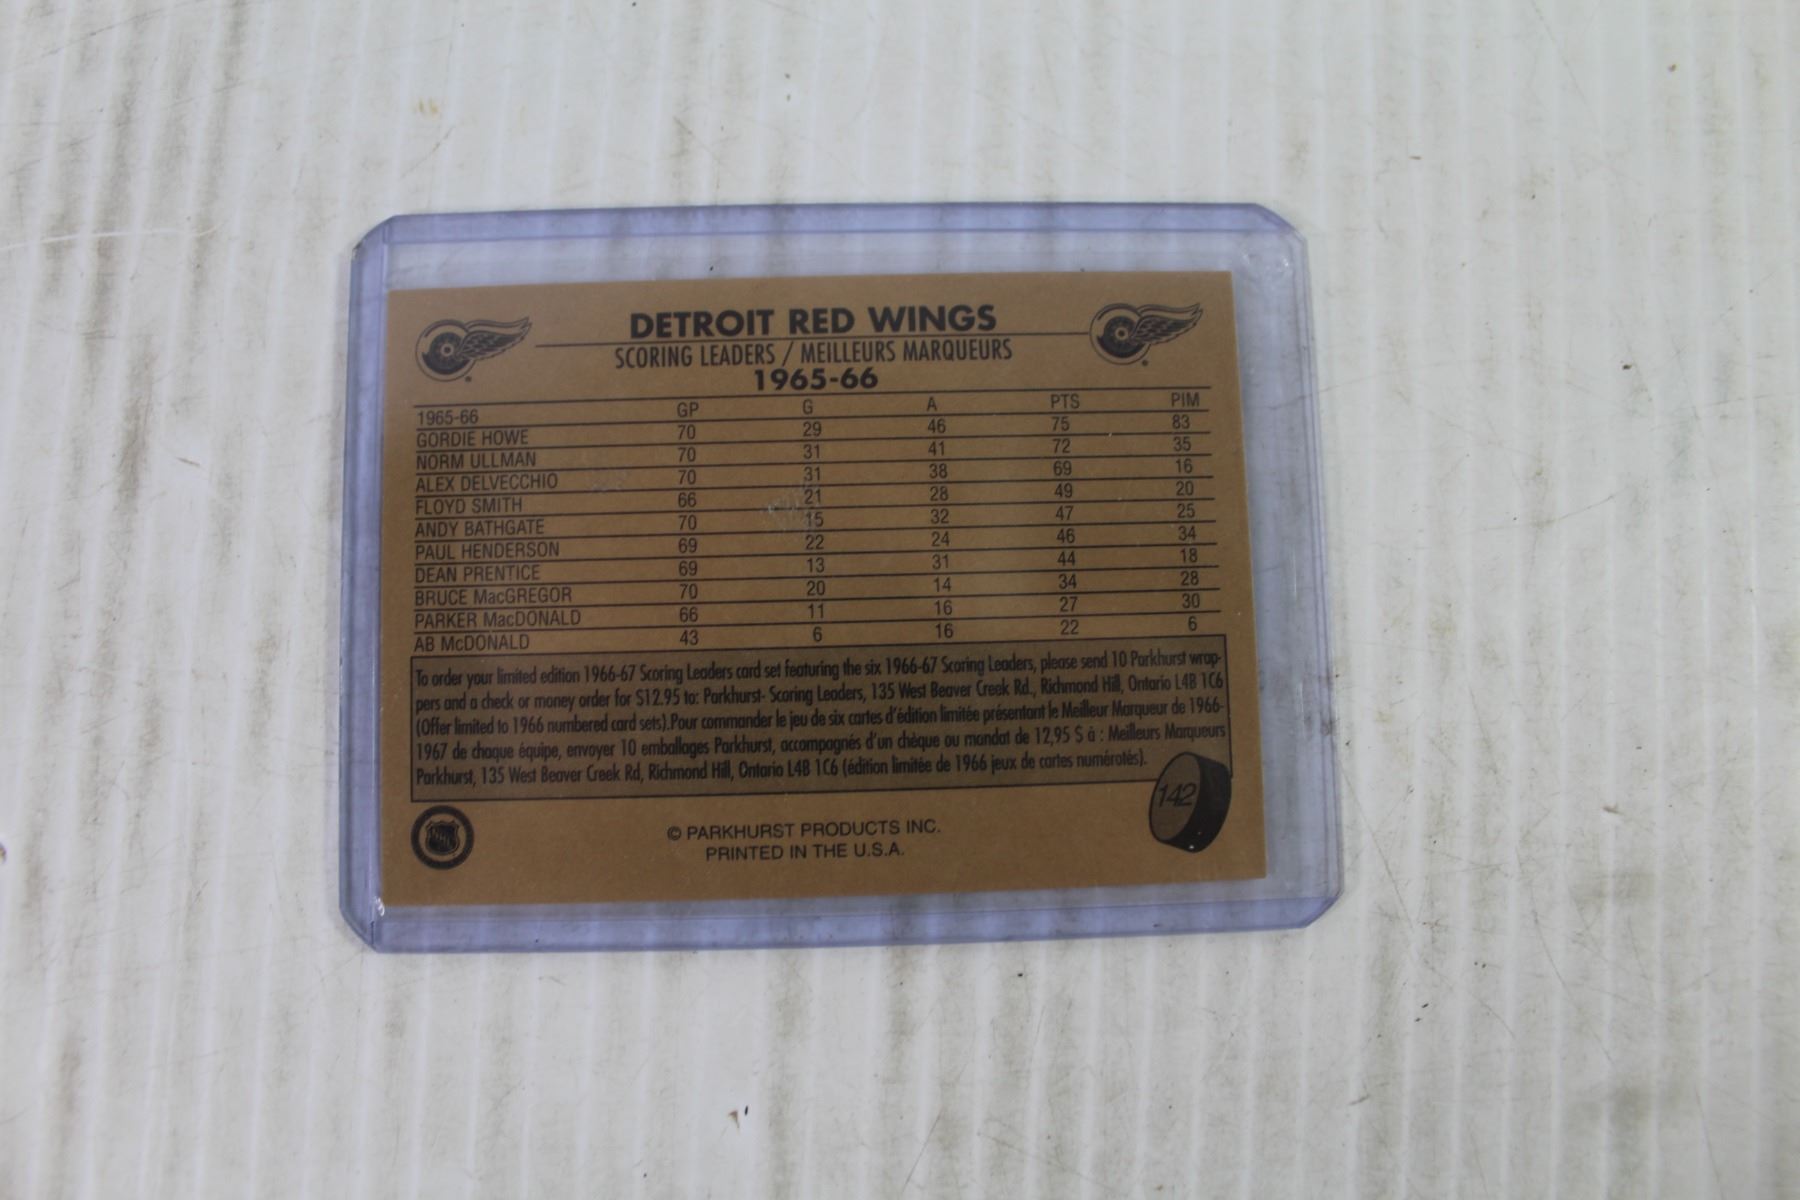 DETROIT RED WINGS
SCORING LEADERS / MEILLEURS MARQUEURS
1965-66
1965-66 GP G A PTS PIM
GORDIE HOWE 70 29 46 75 83
NORM ULLMAN 70 31 41 72 35
ALEX DELVECCHIO 70 31 38 69 16
FLOYD SMITH 66 21 28 49 20
ANDY BATHGATE 70 15 32 47 25
PAUL HENDERSON 69 22 24 46 34
DEAN PRENTICE 69 13 31 44 18
BRUCE MacGREGOR 70 20 14 34 28
PARKER MacDONALD 66 11 16 27 30
AB McDONALD 43 6 16 22 6
To order your limited edition 1966-67 Scoring Leaders card set featuring the six 1966-67 Scoring Leaders, please send 10 Parkhurst wrap-
pers and a check or money order for $12.95 to: Parkhurst- Scoring Leaders, 135 West Beaver Creek Rd., Richmond Hill, Ontario L4B 1C6
(Offer limited to 1966 numbered card sets).Pour commander le jeu de six cartes d'édition limitée présentant le Meilleur Marqueur de 1966-
1967 de chaque équipe, envoyer 10 emballages Parkhurst, accompagnés d'un chèque ou mandat de 12,95 $ à : Meilleurs Marqueurs
Parkhurst, 135 West Beaver Creek Rd, Richmond Hill, Ontario L4B 1C6 (édition limitée de 1966 jeux de cartes numérotés).
142
© PARKHURST PRODUCTS INC.
PRINTED IN THE U.S.A.